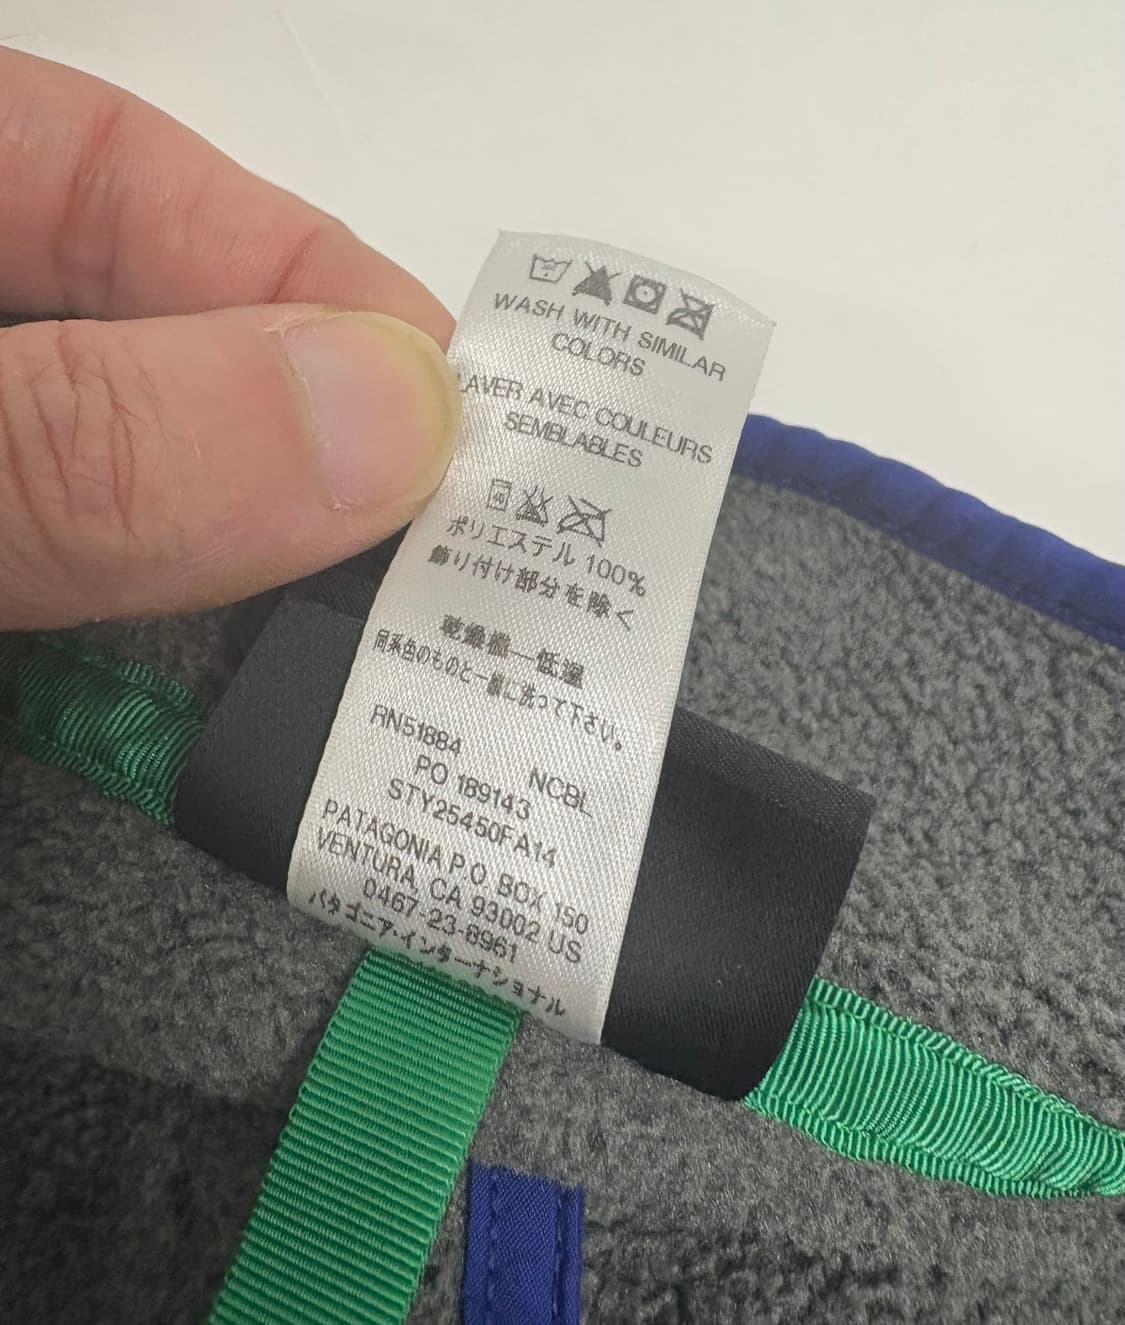 WASH WITH SIMILAR
COLORS
LAVER AVEC COULEURS
SEMBLABLES
ポリエステル 100%
飾り付け部分を除く
乾燥機—低温
同系色のものと一緒に洗って下さい。
RN51884
NCBL
PO 189143
STY25450FA14
PATAGONIA P.O. BOX 150
VENTURA, CA 93002 US
0467-23-8961
パタゴニア・インターナショナル